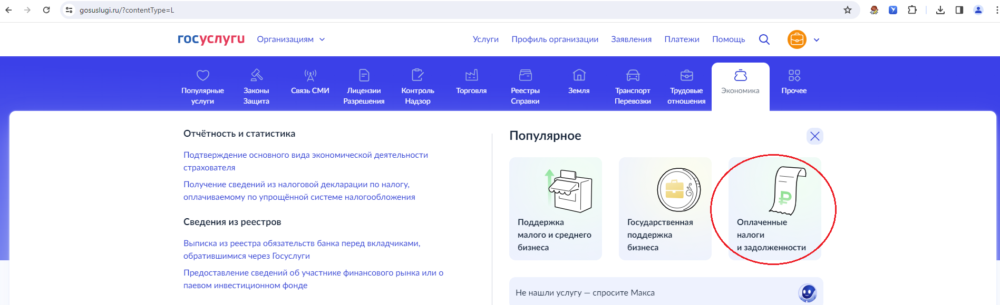 gosuslugi.ru/?contentType=L
госуслуги
Организациям
Услуги
Профиль организации
Заявления
Платежи
Помощь
Популярные
услуги
Законы
Защита
Связь СМИ
Лицензии
Разрешения
Контроль
Надзор
Торговля
Реестры
Справки
Земля
Транспорт
Перевозки
Трудовые
отношения
Экономика
Прочее
Отчётность и статистика
Подтверждение основного вида экономической деятельности
страхователя
Получение сведений из налоговой декларации по налогу,
оплачиваемому по упрощённой системе налогообложения
Сведения из реестров
Выписка из реестра обязательств банка перед вкладчиками,
обратившимися через Госуслуги
Предоставление сведений об участнике финансового рынка или о
паевом инвестиционном фонде
Популярное
Поддержка
малого и среднего
бизнеса
Государственная
поддержка
бизнеса
₽
Оплаченные
налоги
и задолженности
Не нашли услугу — спросите Макса